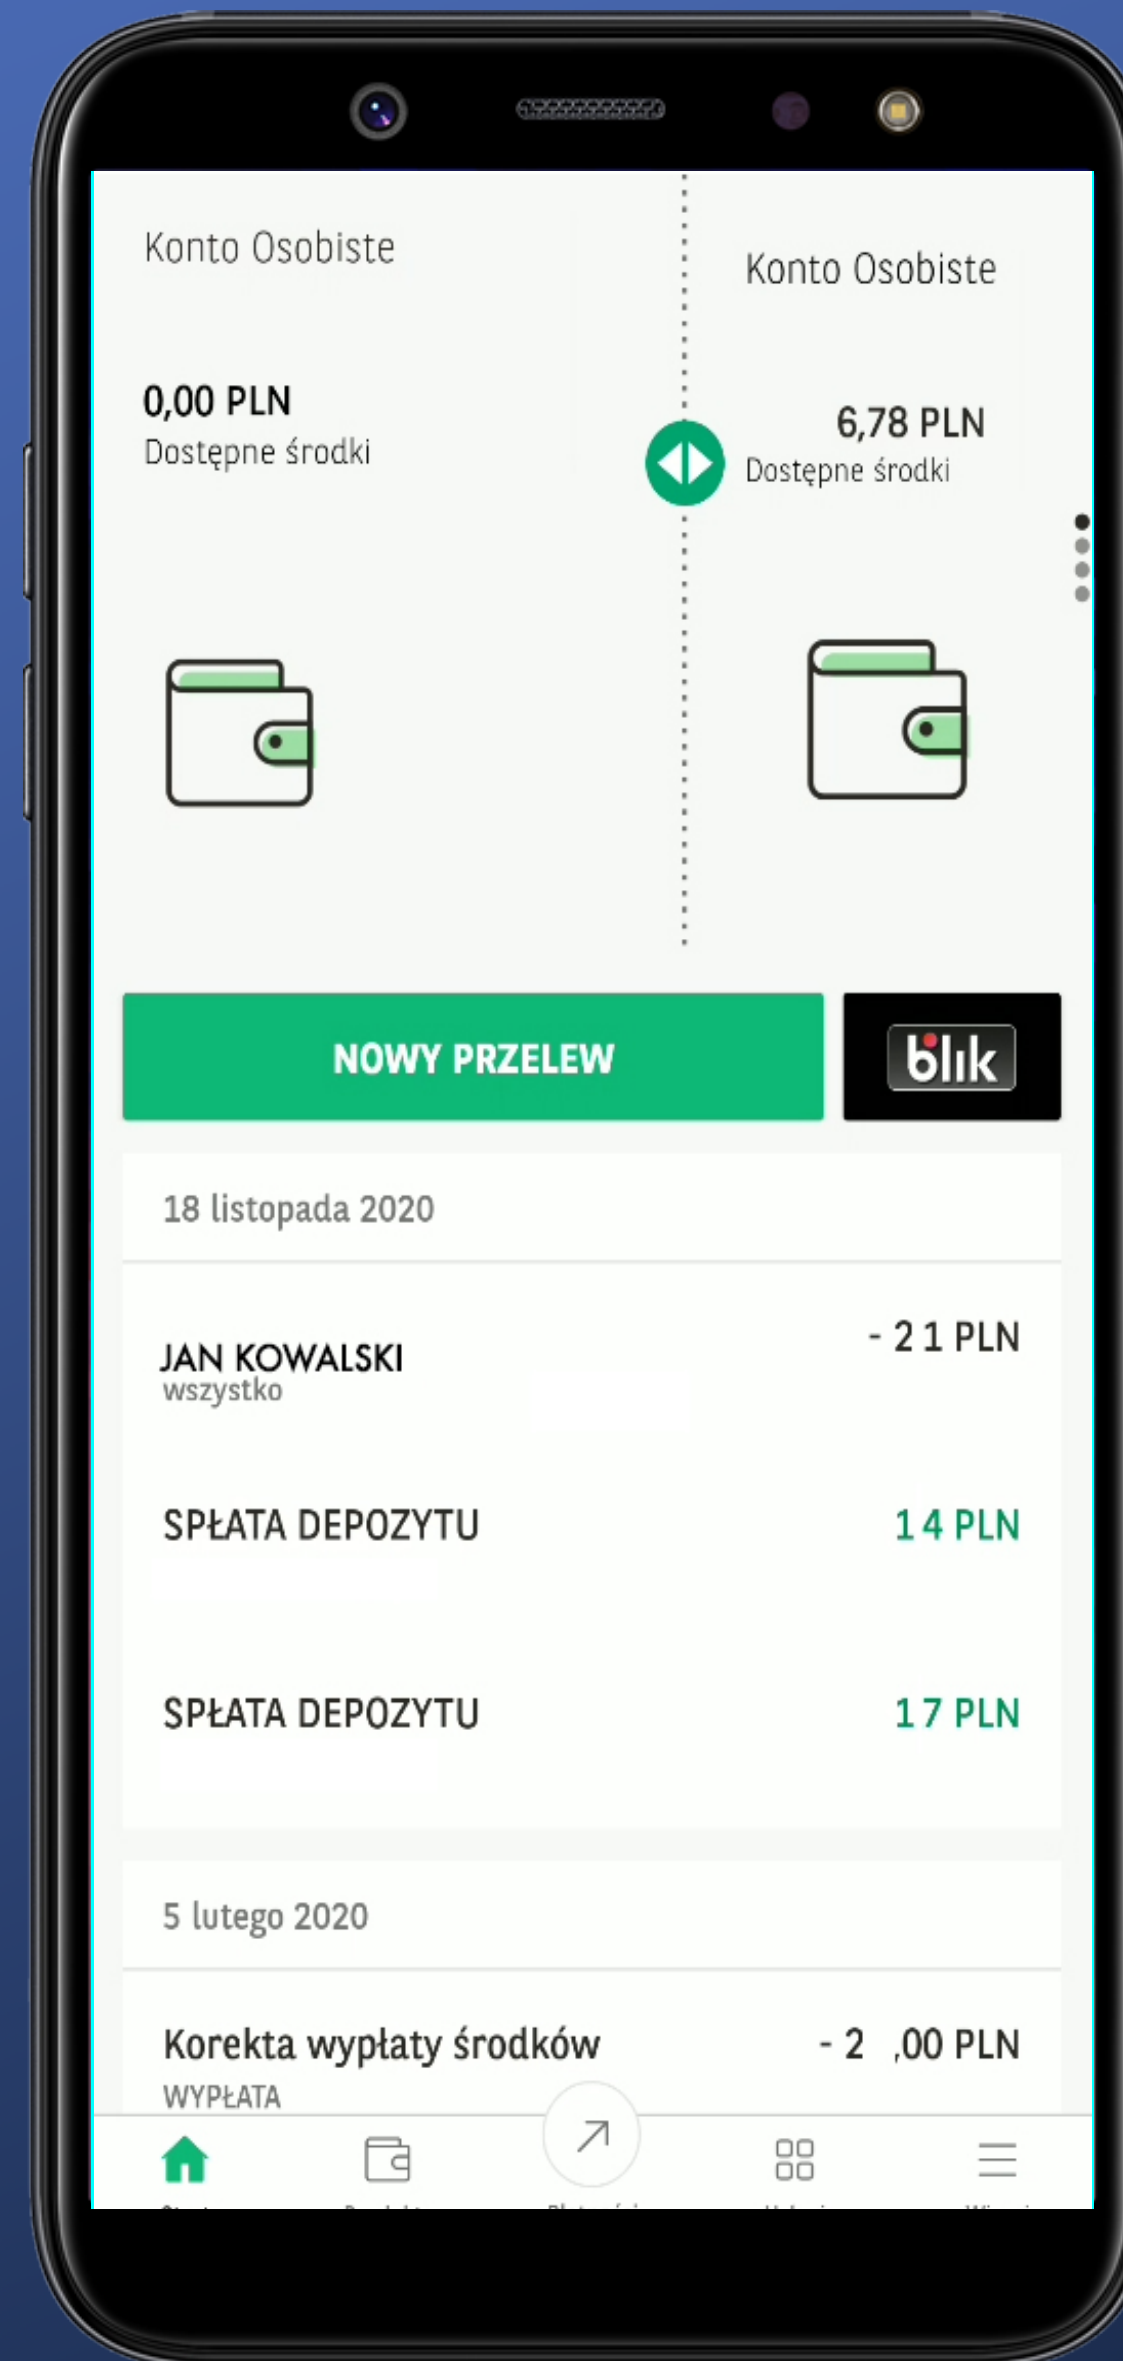 Konto Osobiste
0,00 PLN
Dostępne środki
Konto Osobiste
6,78 PLN
Dostępne środki
NOWY PRZELEW
blik
18 listopada 2020
JAN KOWALSKI
- 2 1 PLN
wszystko
SPŁATA DEPOZYTU
1 4 PLN
SPŁATA DEPOZYTU
1 7 PLN
5 lutego 2020
Korekta wypłaty środków
- 2 ,00 PLN
WYPŁATA